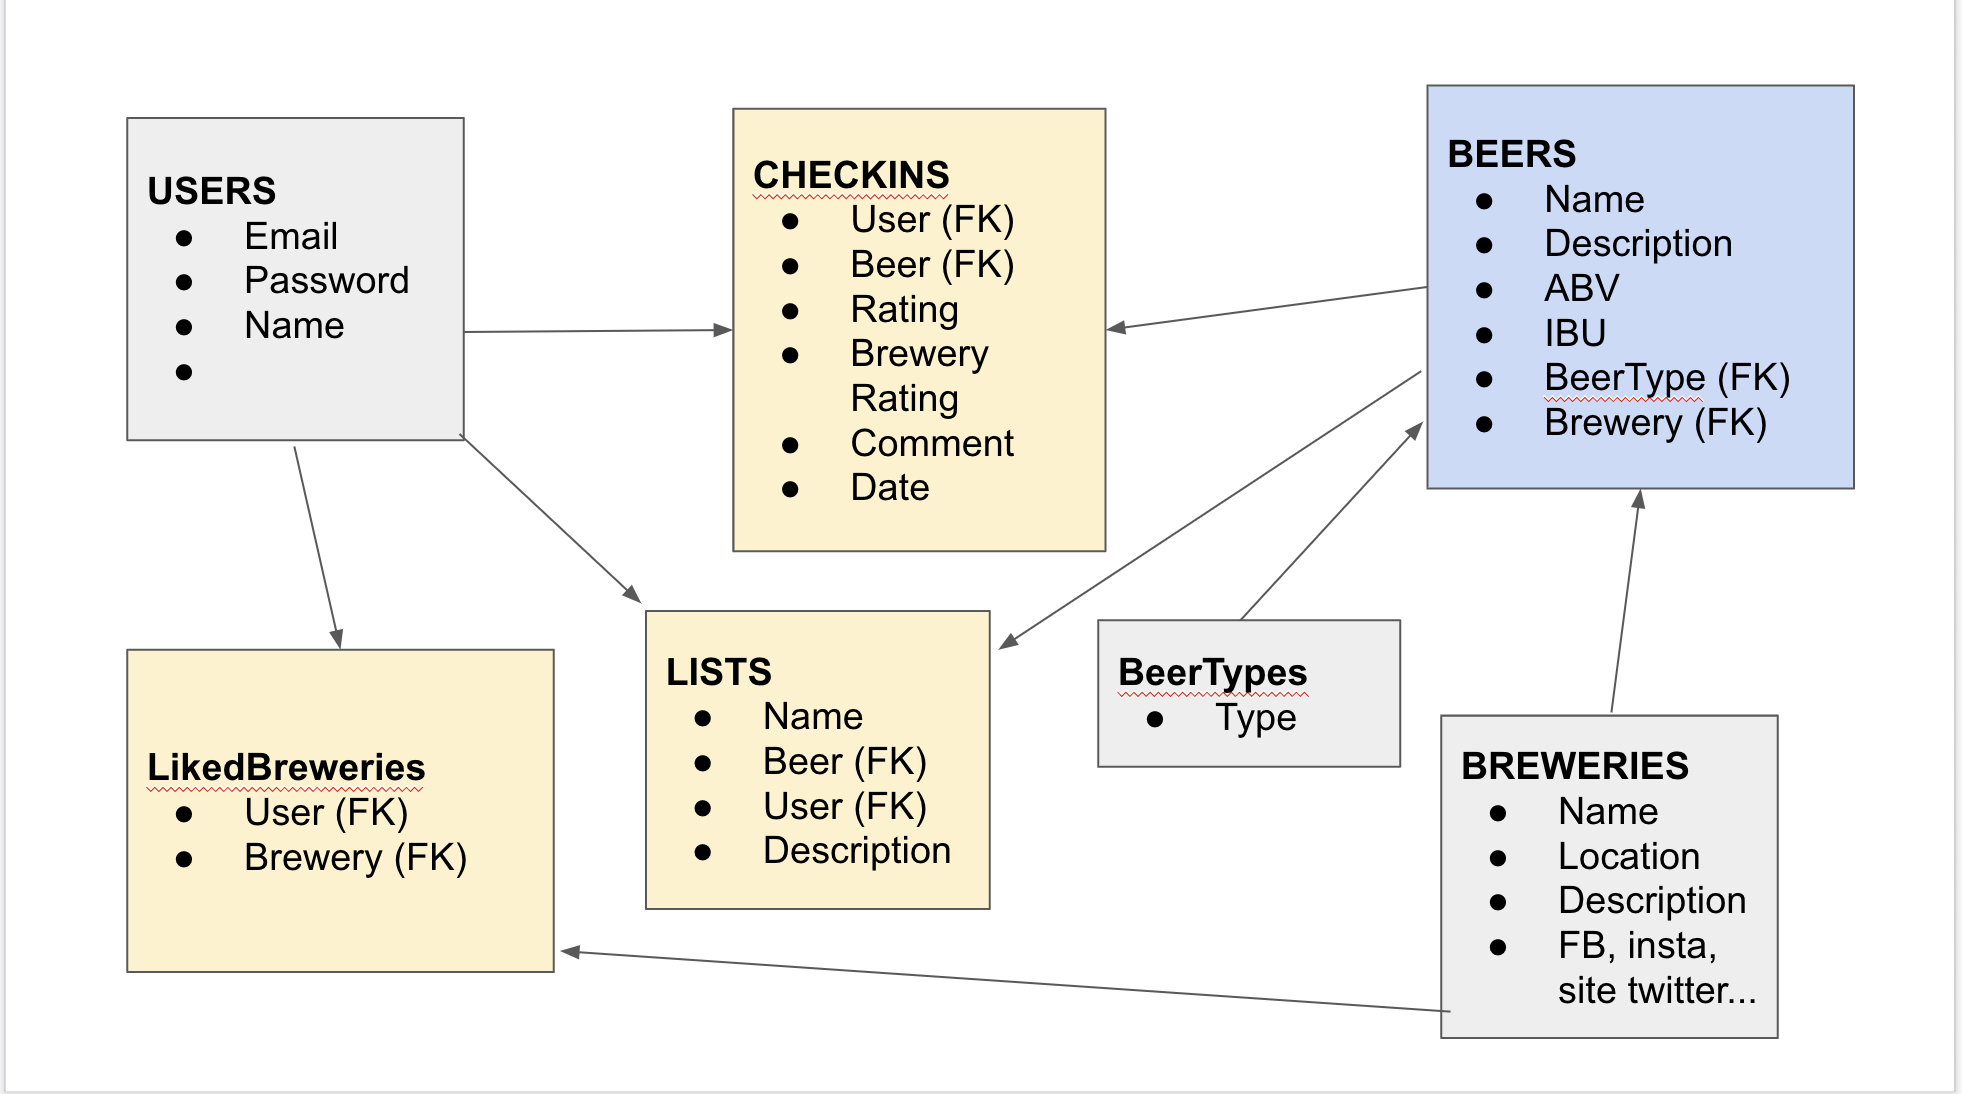 USERS
● Email
● Password
● Name
●
CHECKINS
● User (FK)
● Beer (FK)
● Rating
● Brewery
Rating
● Comment
● Date
BEERS
● Name
● Description
● ABV
● IBU
● BeerType (FK)
● Brewery (FK)
LikedBreweries
● User (FK)
● Brewery (FK)
LISTS
● Name
● Beer (FK)
● User (FK)
● Description
BeerTypes
● Type
BREWERIES
● Name
● Location
● Description
● FB, insta,
site twitter...